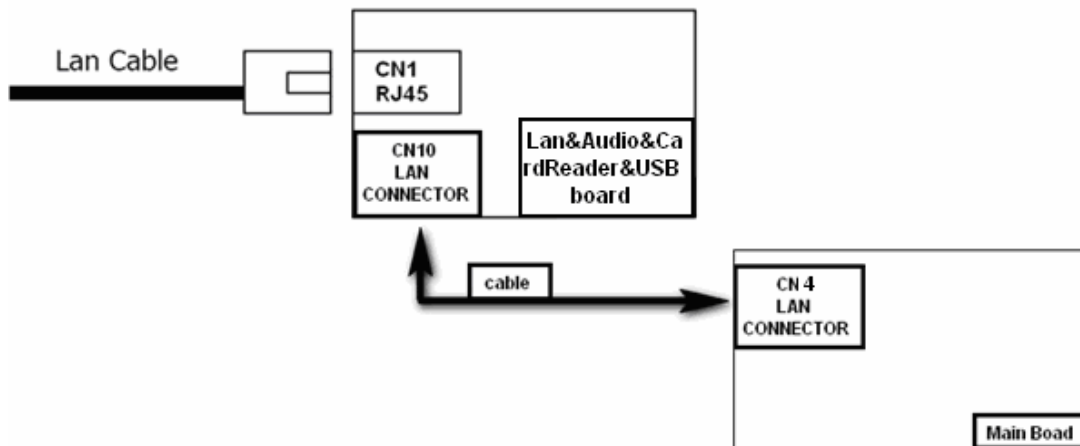 Lan Cable
CN1
RJ45
CN10
LAN
CONNECTOR
Lan&Audio&Ca
rdReader&USB
board
cable
CN 4
LAN
CONNECTOR
Main Boad